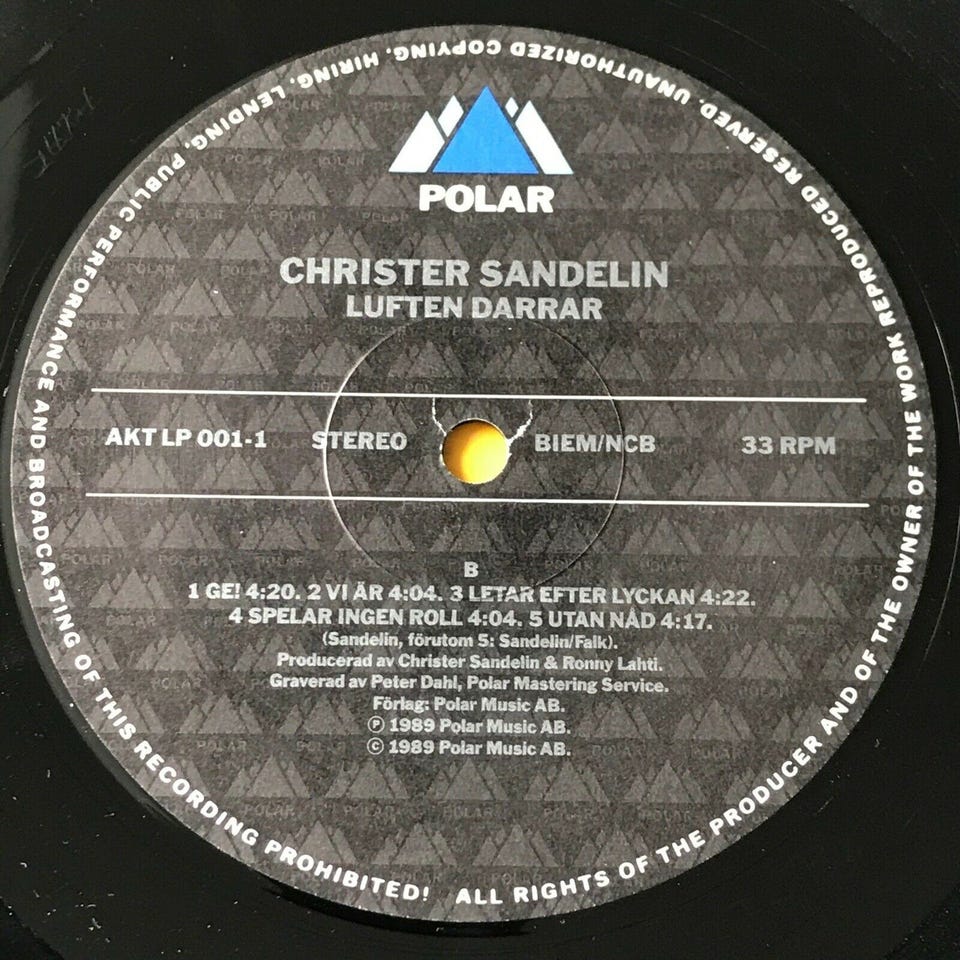 POLAR
CHRISTER SANDELIN
LUFTEN DARRAR
AKT LP 001-1 STEREO BIEM/NCB 33 RPM
B
1 GE! 4:20. 2 VI ÄR 4:04. 3 LETAR EFTER LYCKAN 4:22.
4 SPELAR INGEN ROLL 4:04. 5 UTAN NÅD 4:17.
(Sandelin, förutom 5: Sandelin/Falk).
Producerad av Christer Sandelin & Ronny Lahti.
Graverad av Peter Dahl, Polar Mastering Service.
Förlag: Polar Music AB.
Ⓟ 1989 Polar Music AB.
© 1989 Polar Music AB.
ALL RIGHTS OF THE PRODUCER AND OF THE OWNER OF THE WORK REPRODUCED RESERVED. UNAUTHORIZED COPYING, HIRING, LENDING, PUBLIC PERFORMANCE AND BROADCASTING OF THIS RECORDING PROHIBITED!